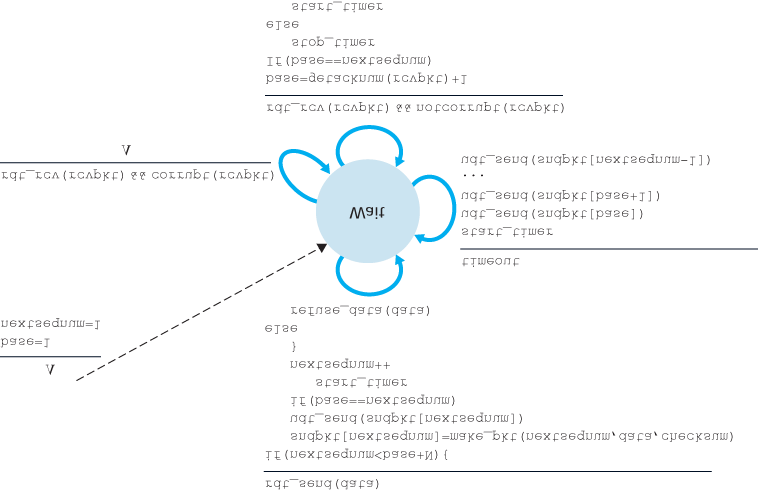 rdt_send(data)
if(nextseqnum<base+N){
sndpkt[nextseqnum]=make_pkt(nextseqnum,data,checksum)
udt_send(sndpkt[nextseqnum])
if(base==nextseqnum)
start_timer
nextseqnum++
}
else
refuse_data(data)
Λ
base=1
nextseqnum=1
timeout
start_timer
udt_send(sndpkt[base])
udt_send(sndpkt[base+1])
...
udt_send(sndpkt[nextseqnum-1])
Wait
rdt_rcv(rcvpkt) && corrupt(rcvpkt)
Λ
rdt_rcv(rcvpkt) && notcorrupt(rcvpkt)
base=getacknum(rcvpkt)+1
If(base==nextseqnum)
stop_timer
else
start_timer